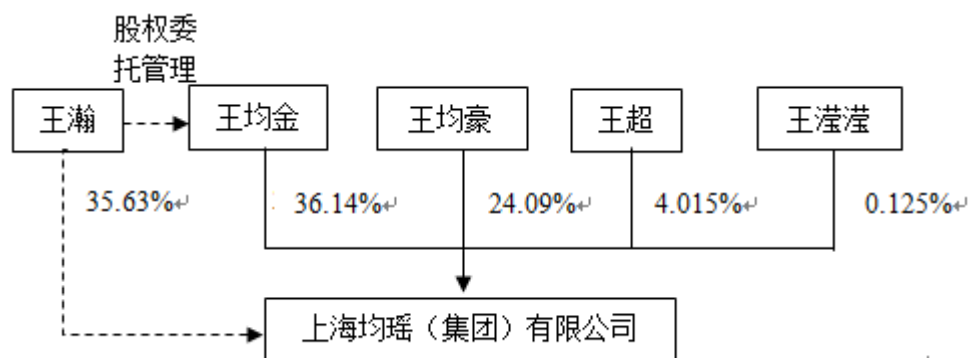 股权委
托管理
王瀚
王均金
王均豪
王超
王滢滢
35.63%↵
36.14%↵
24.09%↵
4.015%↵
0.125%↵
上海均瑶（集团）有限公司